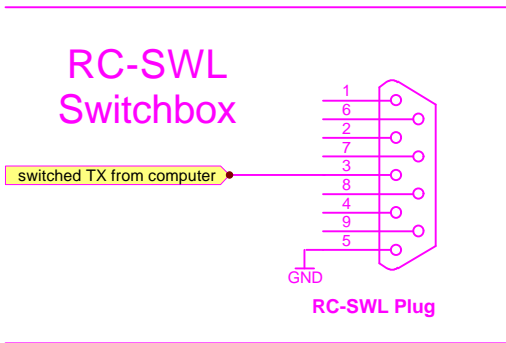 RC-SWL
Switchbox
1
6
2
7
switched TX from computer
3
8
4
9
5
GND
RC-SWL Plug